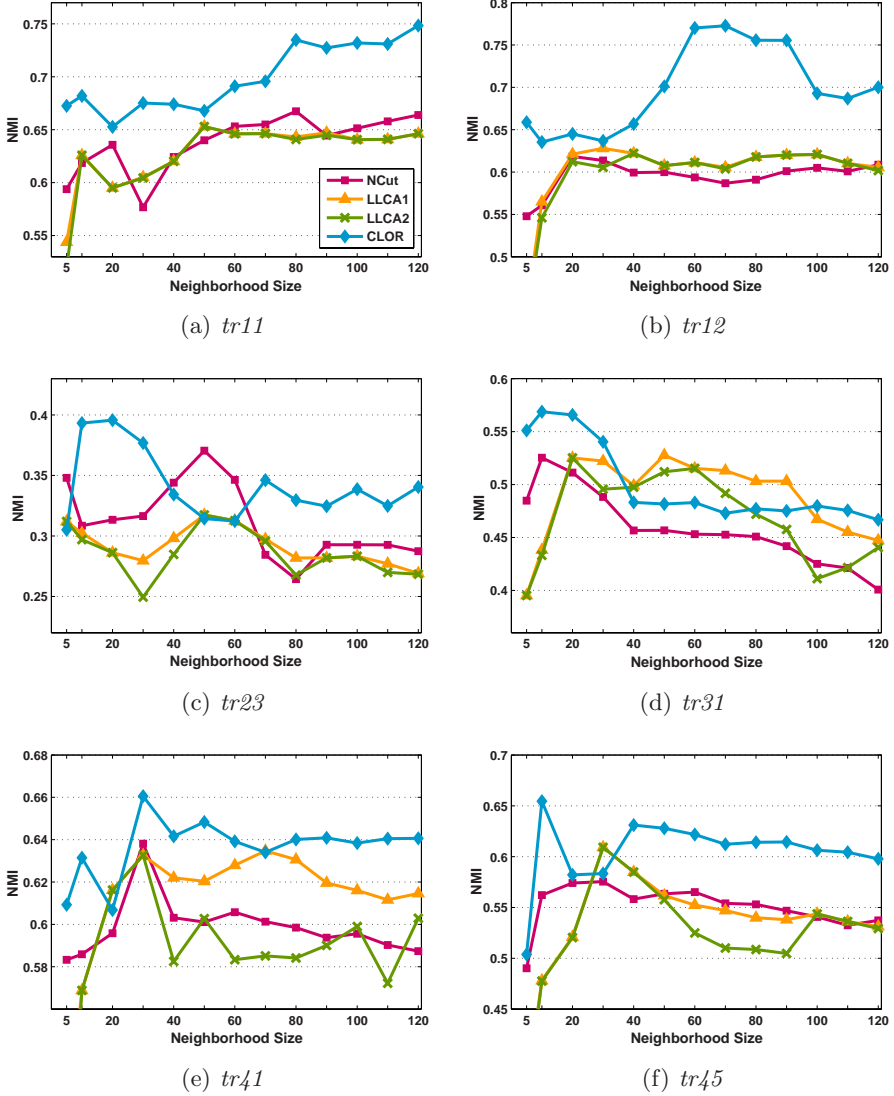 0.75
0.7
0.65
0.6
0.55
NMI
5 20 40 60 80 100 120
Neighborhood Size
NCut
LLCA1
LLCA2
CLOR
(a) tr11
0.8
0.75
0.7
0.65
0.6
0.55
0.5
NMI
5 20 40 60 80 100 120
Neighborhood Size
(b) tr12
0.4
0.35
0.3
0.25
NMI
5 20 40 60 80 100 120
Neighborhood Size
(c) tr23
0.6
0.55
0.5
0.45
0.4
NMI
5 20 40 60 80 100 120
Neighborhood Size
(d) tr31
0.68
0.66
0.64
0.62
0.6
0.58
NMI
5 20 40 60 80 100 120
Neighborhood Size
(e) tr41
0.7
0.65
0.6
0.55
0.5
0.45
NMI
5 20 40 60 80 100 120
Neighborhood Size
(f) tr45